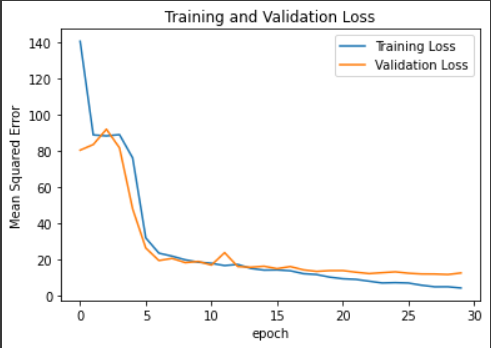 Training and Validation Loss
Training Loss
Validation Loss
Mean Squared Error
140
120
100
80
60
40
20
0
0 5 10 15 20 25 30
epoch